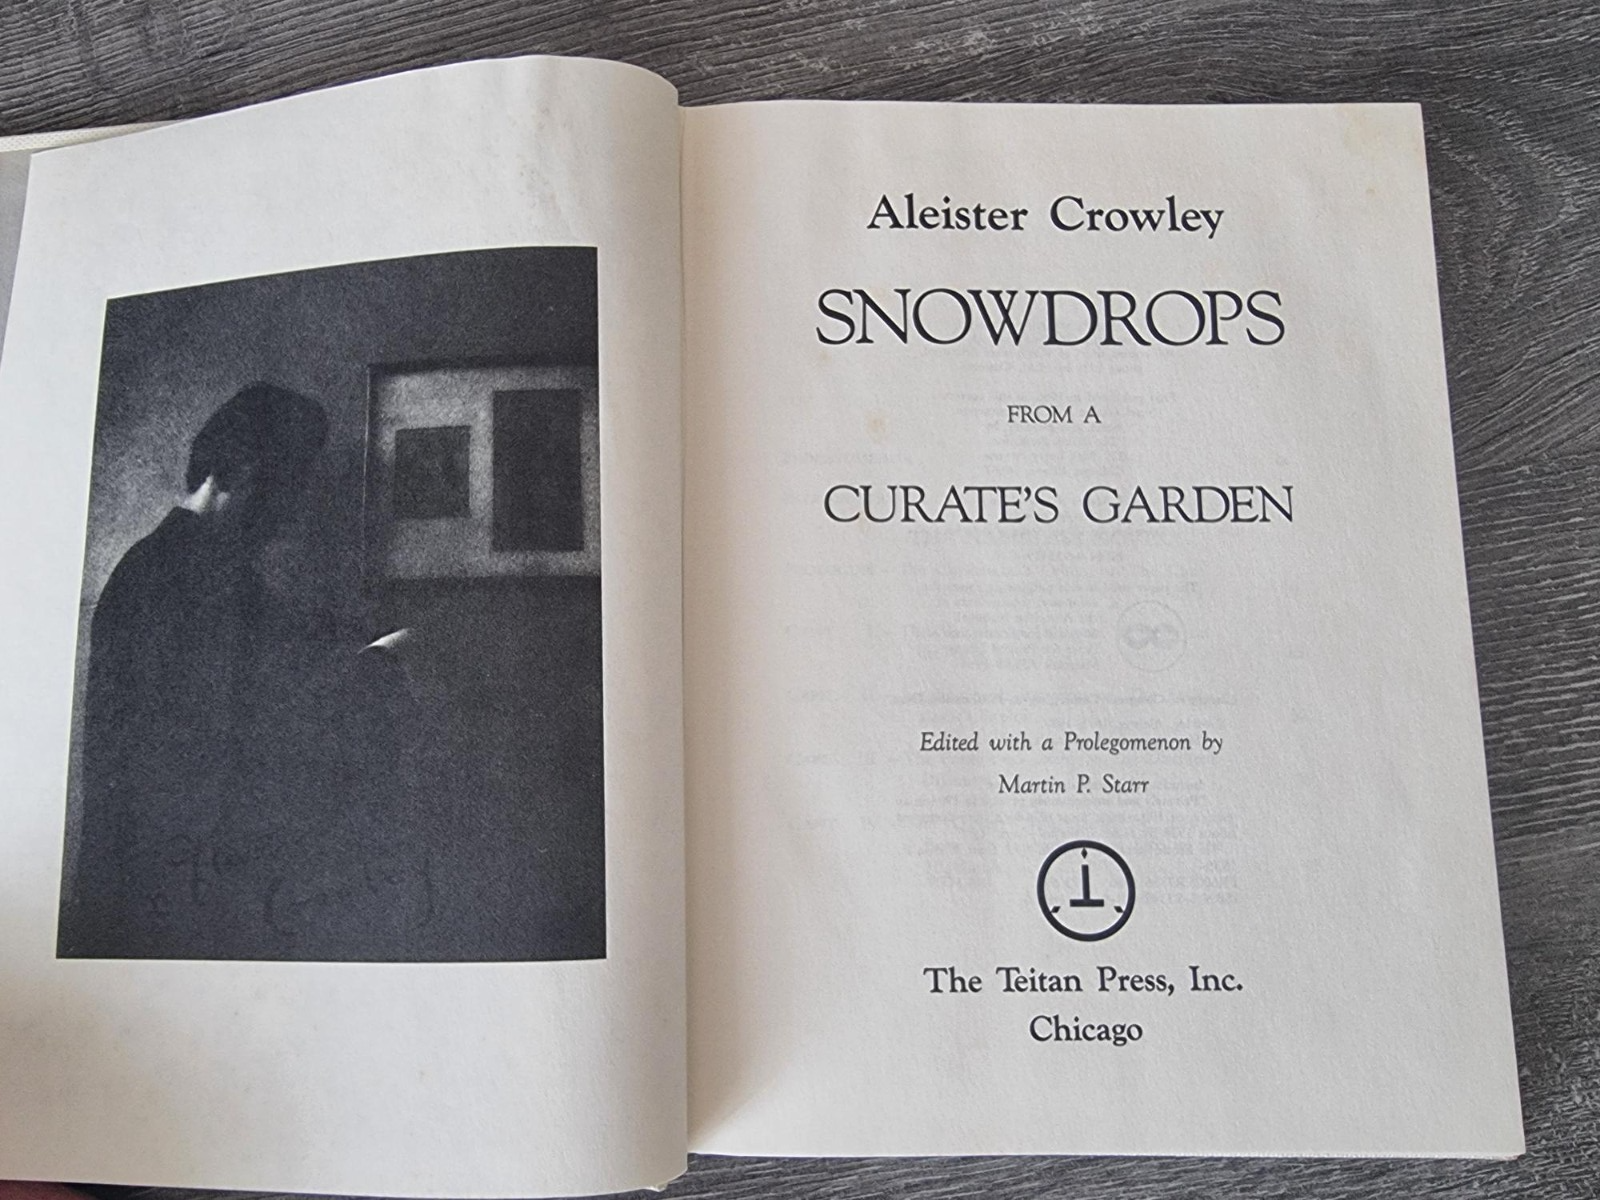 Aleister Crowley
SNOWDROPS
FROM A
CURATE'S GARDEN
Edited with a Prolegomenon by
Martin P. Starr
The Teitan Press, Inc.
Chicago